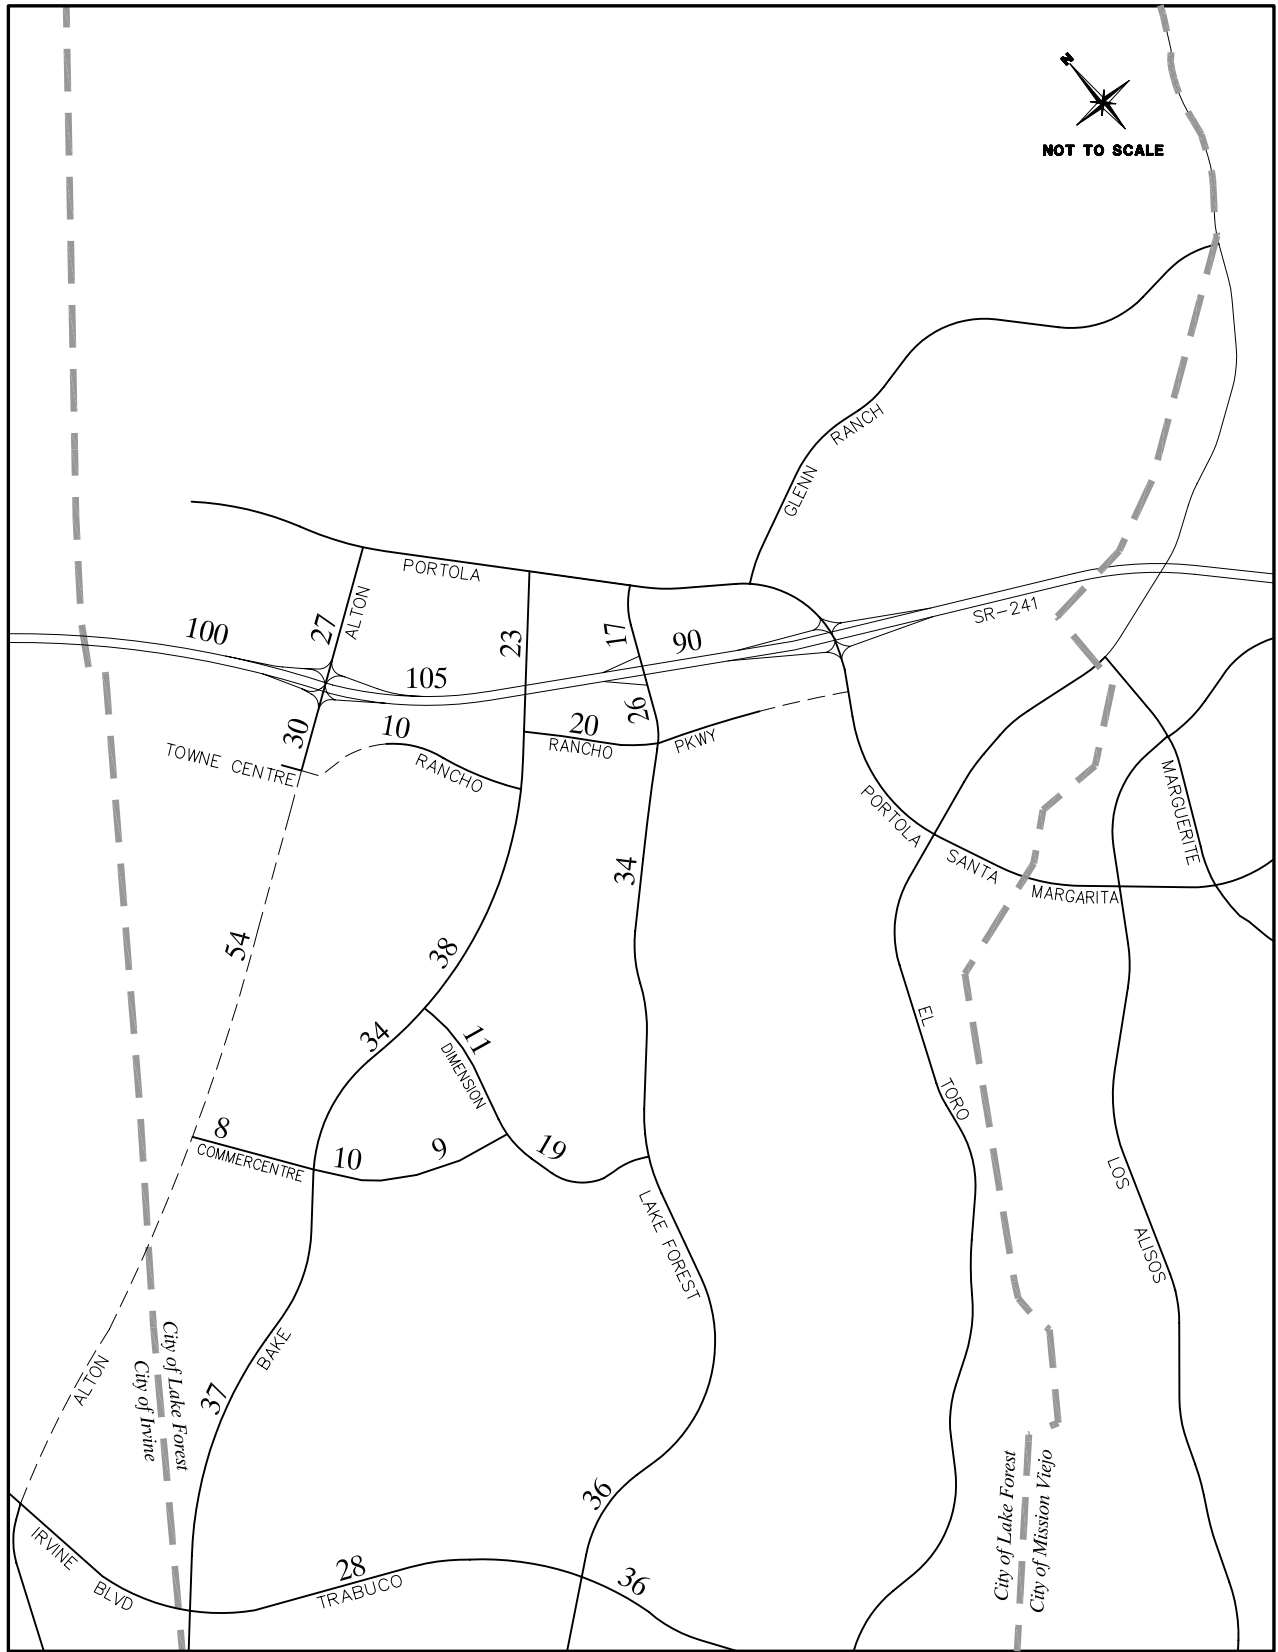 N
NOT TO SCALE
GLENN
RANCH
PORTOLA
ALTON
27
23
17
100
105
90
SR-241
30
10
20
26
TOWNE CENTRE
RANCHO
RANCHO
PKWY
PORTOLA
SANTA
MARGARITA
MARGUERITE
34
54
38
34
11
DIMENSION
EL
TORO
8
COMMERCENTRE
10
9
19
LAKE FOREST
LOS
ALISOS
ALTON
City of Lake Forest
City of Irvine
BAKE
37
36
IRVINE
BLVD
28
TRABUCO
36
City of Lake Forest
City of Mission Viejo